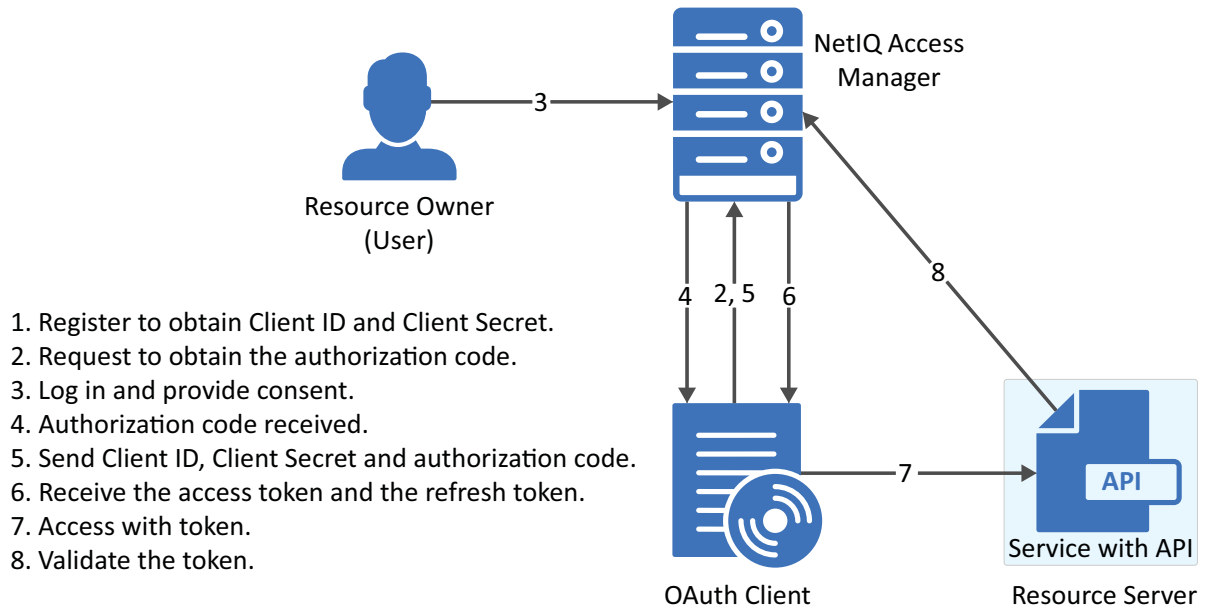 NetIQ Access
Manager
3
Resource Owner
(User)
8
4
2, 5
6
1. Register to obtain Client ID and Client Secret.
2. Request to obtain the authorization code.
3. Log in and provide consent.
4. Authorization code received.
5. Send Client ID, Client Secret and authorization code.
6. Receive the access token and the refresh token.
7. Access with token.
8. Validate the token.
7
API
Service with API
OAuth Client
Resource Server